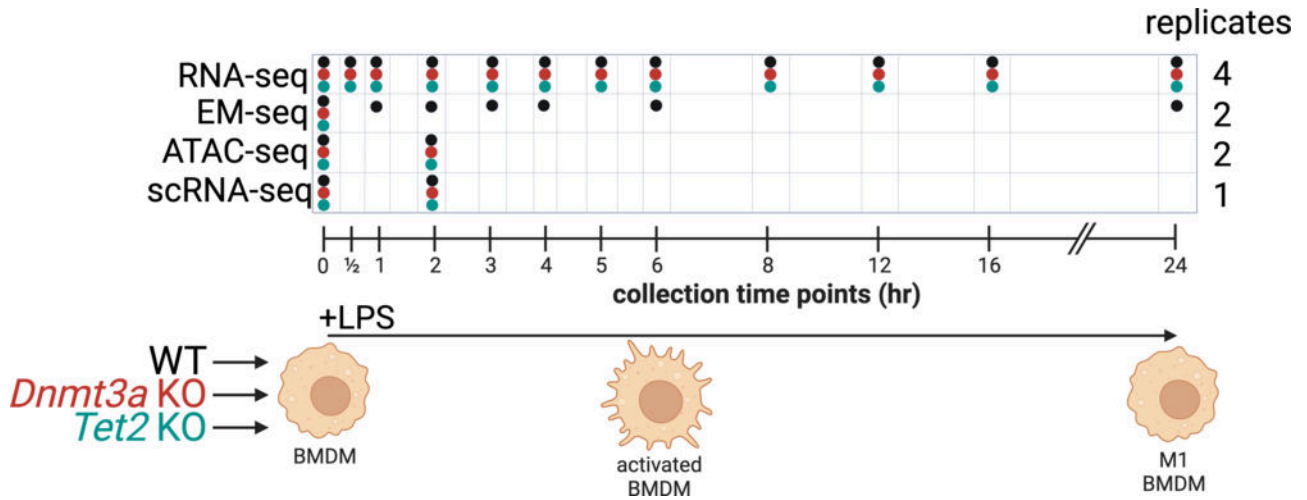 replicates
RNA-seq 4
EM-seq 2
ATAC-seq 2
scRNA-seq 1
0 ½ 1 2 3 4 5 6 8 12 16 24
collection time points (hr)
+LPS
WT
Dnmt3a KO
Tet2 KO
BMDM
activated
BMDM
M1
BMDM